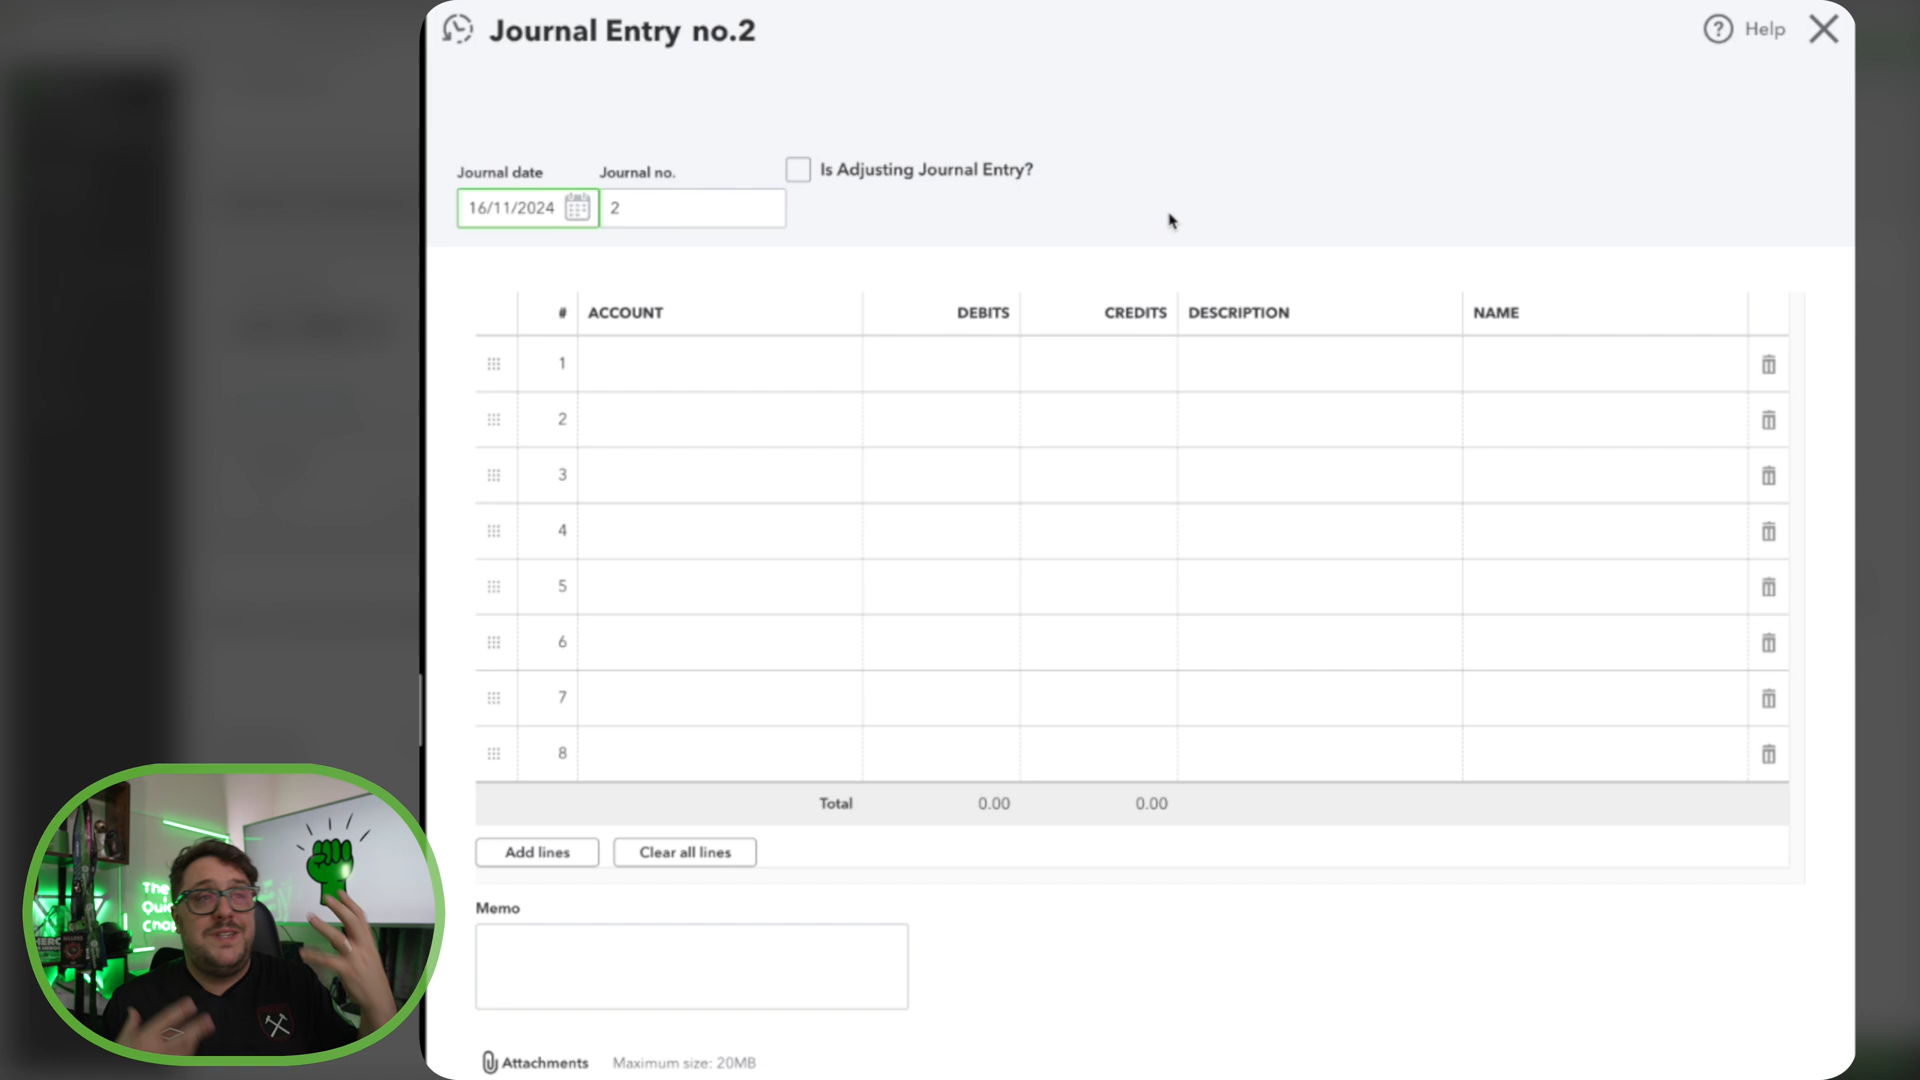 Journal Entry no.2
Help
Journal date
Journal no.
Is Adjusting Journal Entry?
16/11/2024
2
# ACCOUNT DEBITS CREDITS DESCRIPTION NAME
1
2
3
4
5
6
7
8
Total 0.00 0.00
Add lines
Clear all lines
Memo
Attachments Maximum size: 20MB
The